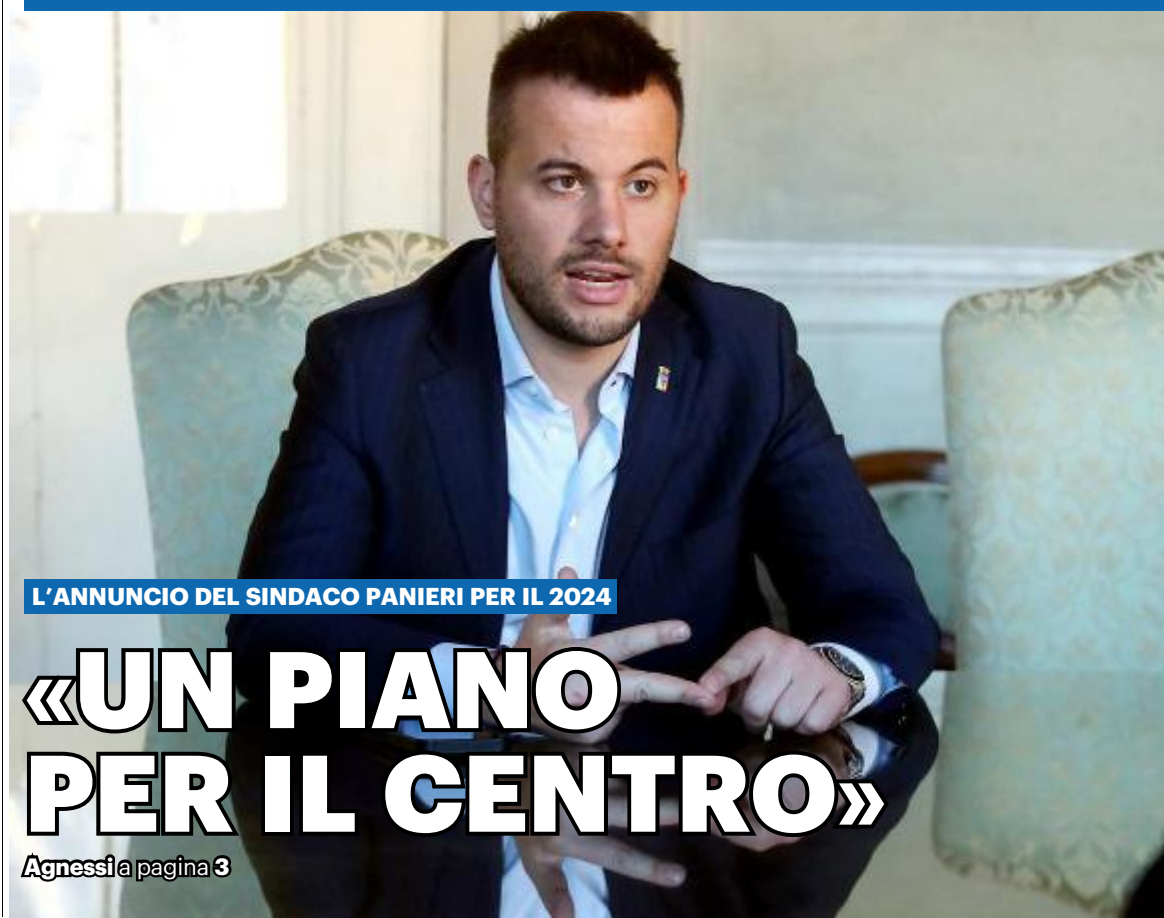 L'ANNUNCIO DEL SINDACO PANIERI PER IL 2024
«UN PIANO
PER IL CENTRO»
Agnessi a pagina 3